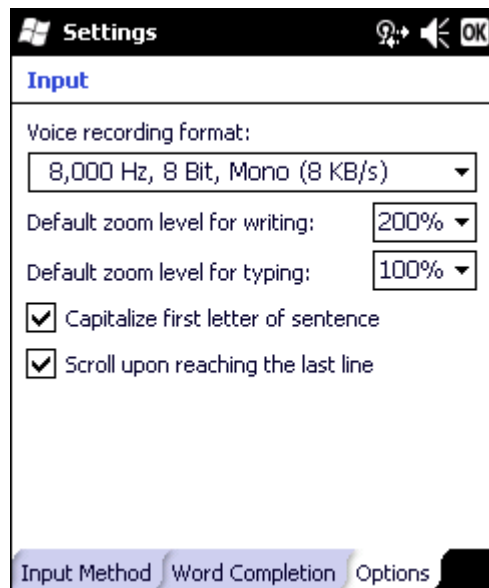 Settings OK
Input
Voice recording format:
8,000 Hz, 8 Bit, Mono (8 KB/s)
Default zoom level for writing: 200%
Default zoom level for typing: 100%
Capitalize first letter of sentence
Scroll upon reaching the last line
Input Method Word Completion Options